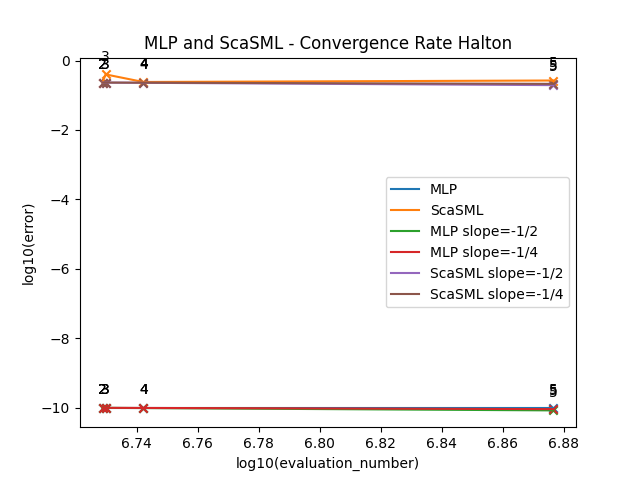 MLP and ScaSML - Convergence Rate Halton
log10(error)
0
−2
−4
−6
−8
−10
3
2 3 4 5
5
MLP
ScaSML
MLP slope=-1/2
MLP slope=-1/4
ScaSML slope=-1/2
ScaSML slope=-1/4
2 3 4 5
5
6.74 6.76 6.78 6.80 6.82 6.84 6.86 6.88
log10(evaluation_number)